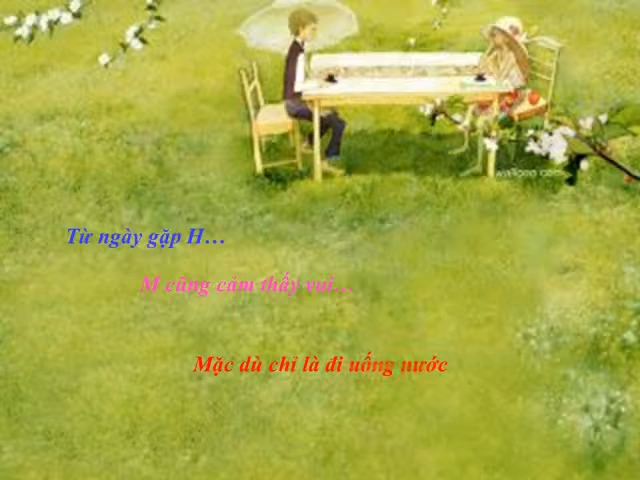 Từ ngày gặp H…
M cũng cảm thấy vui…
Mặc dù chỉ là đi uống nước